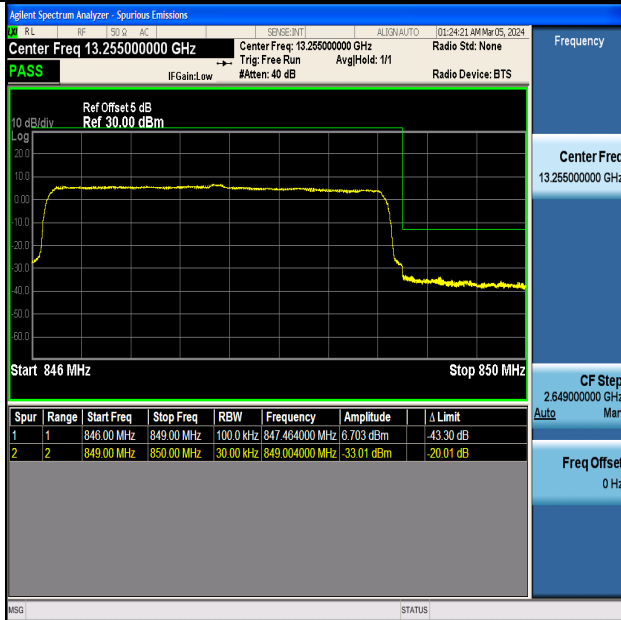 Agilent Spectrum Analyzer - Spurious Emissions
RL RF 50 Ω AC SENSE:INT ALIGN AUTO 01:24:21 AM Mar 05, 2024
Center Freq 13.255000000 GHz Center Freq: 13.255000000 GHz Radio Std: None Frequency
Trig: Free Run Avg|Hold: 1/1
PASS IFGain:Low #Atten: 40 dB Radio Device: BTS
Ref Offset 5 dB
10 dB/div Ref 30.00 dBm
Log
20.0
10.0
0.00
-10.0
-20.0
-30.0
-40.0
-50.0
-60.0
Start 846 MHz Stop 850 MHz
Center Freq
13.255000000 GHz
CF Step
2.649000000 GHz
Auto Man
Freq Offset
0 Hz
Spur Range Start Freq Stop Freq RBW Frequency Amplitude Δ Limit
1 1 846.00 MHz 849.00 MHz 100.0 kHz 847.464000 MHz 6.703 dBm -43.30 dB
2 2 849.00 MHz 850.00 MHz 30.00 kHz 849.004000 MHz -33.01 dBm -20.01 dB
MSG STATUS